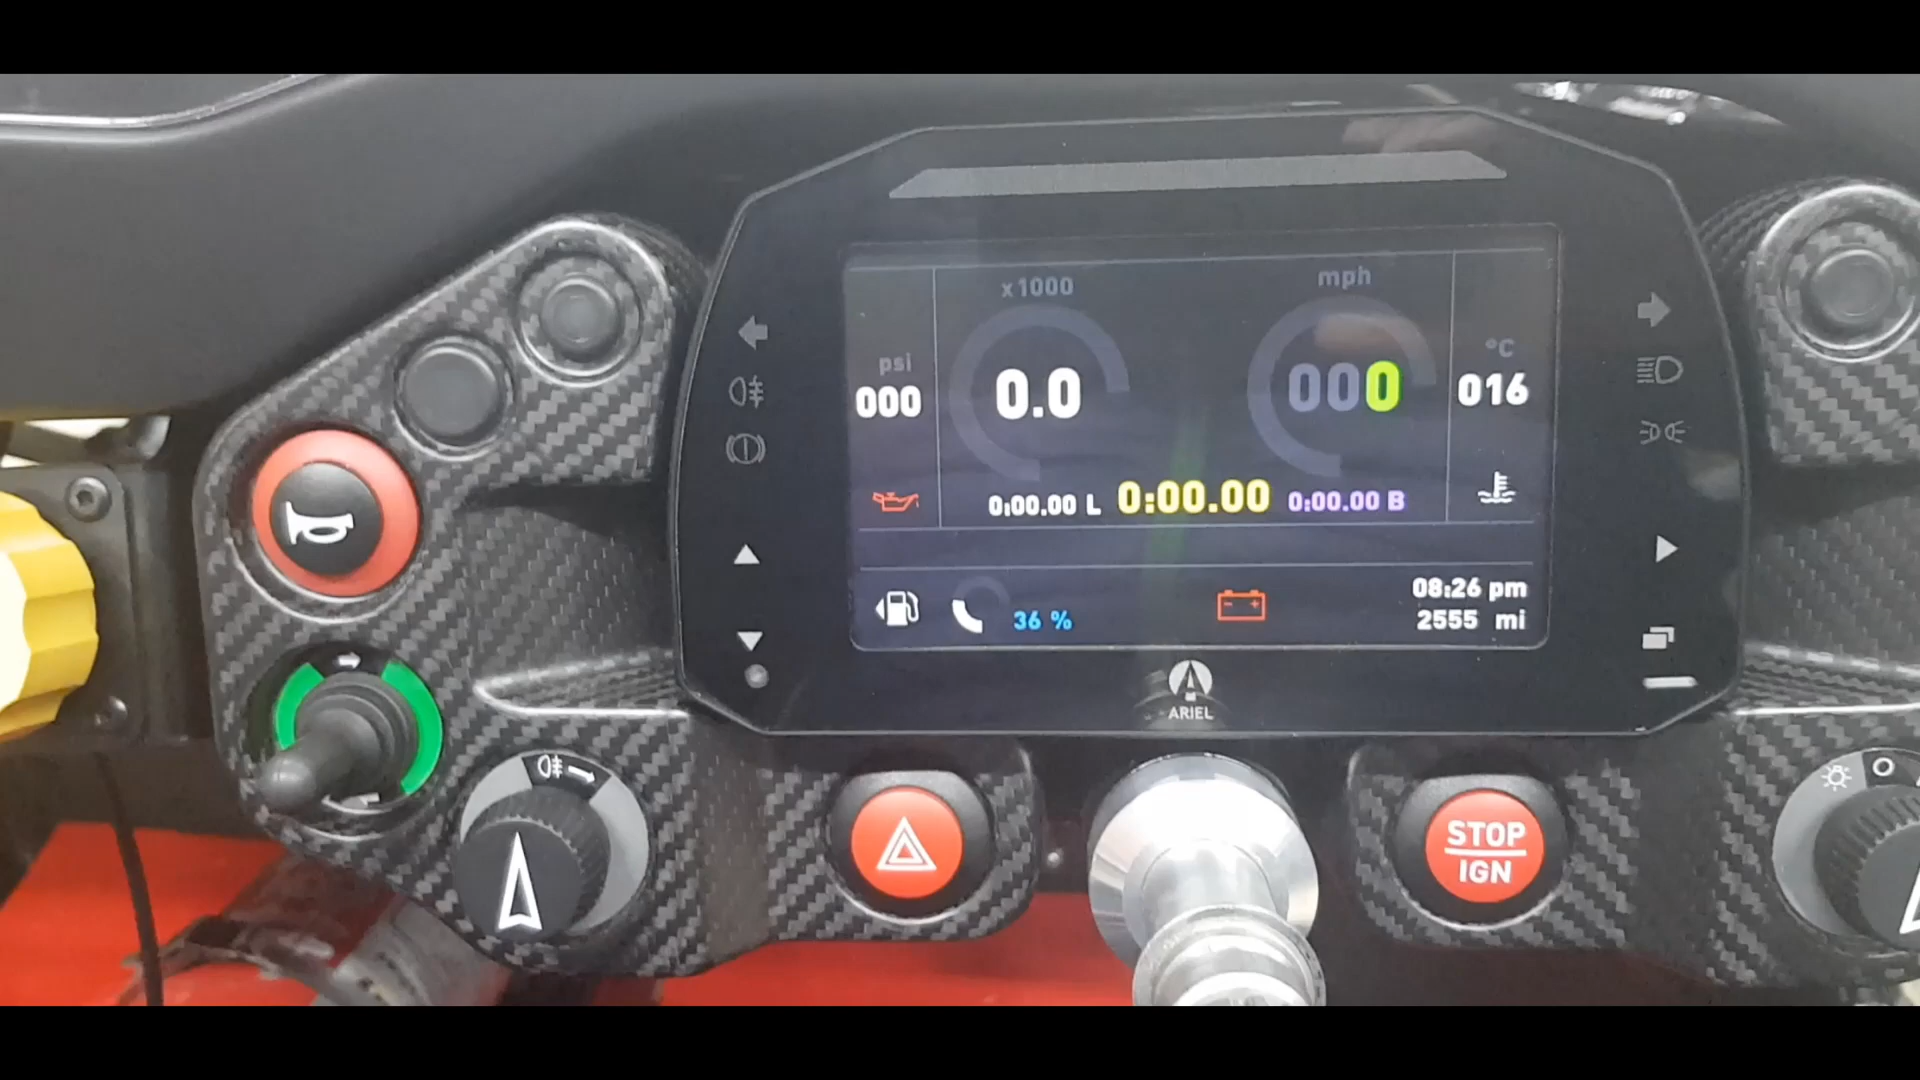 x1000
mph
psi
°C
000
0.0
000
016
0:00.00 L
0:00.00
0:00.00 B
36 %
08:26 pm
2555 mi
ARIEL
STOP
IGN